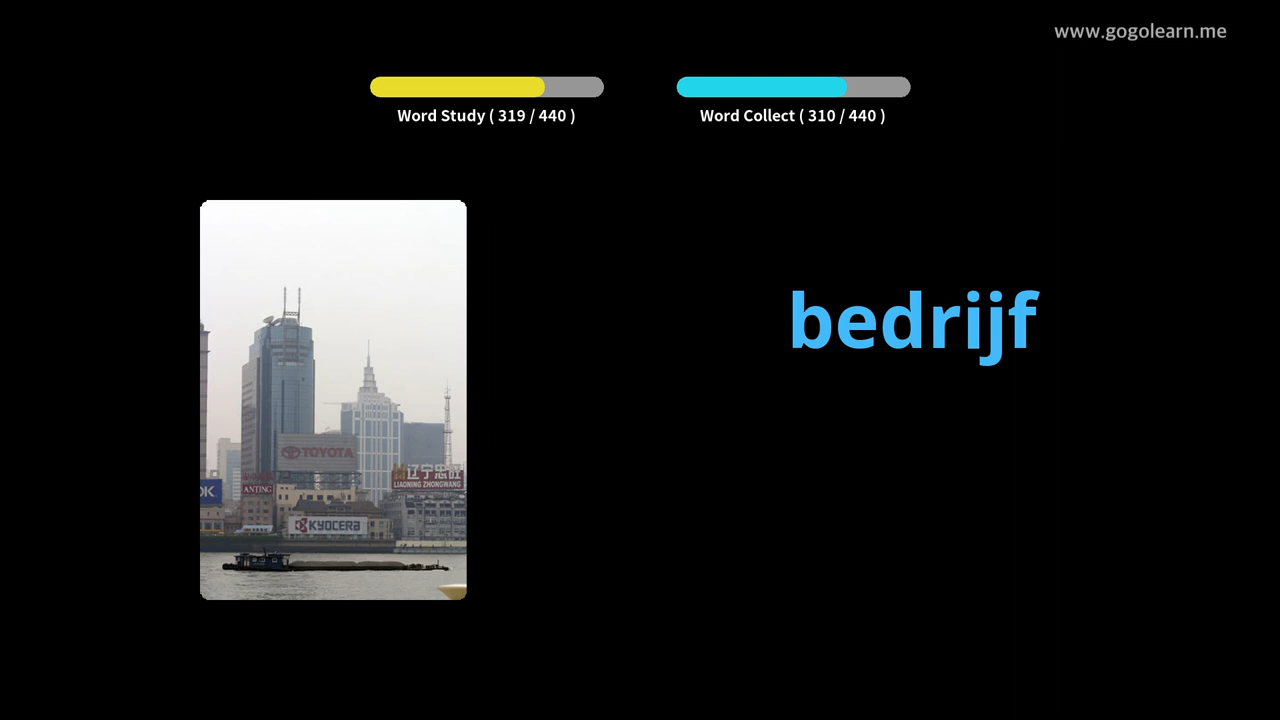 www.gogolearn.me
Word Study ( 319 / 440 )
Word Collect ( 310 / 440 )
bedrijf
TOYOTA
辽宁忠旺
LIAONING ZHONGWANG
ANTING
KYOCERA